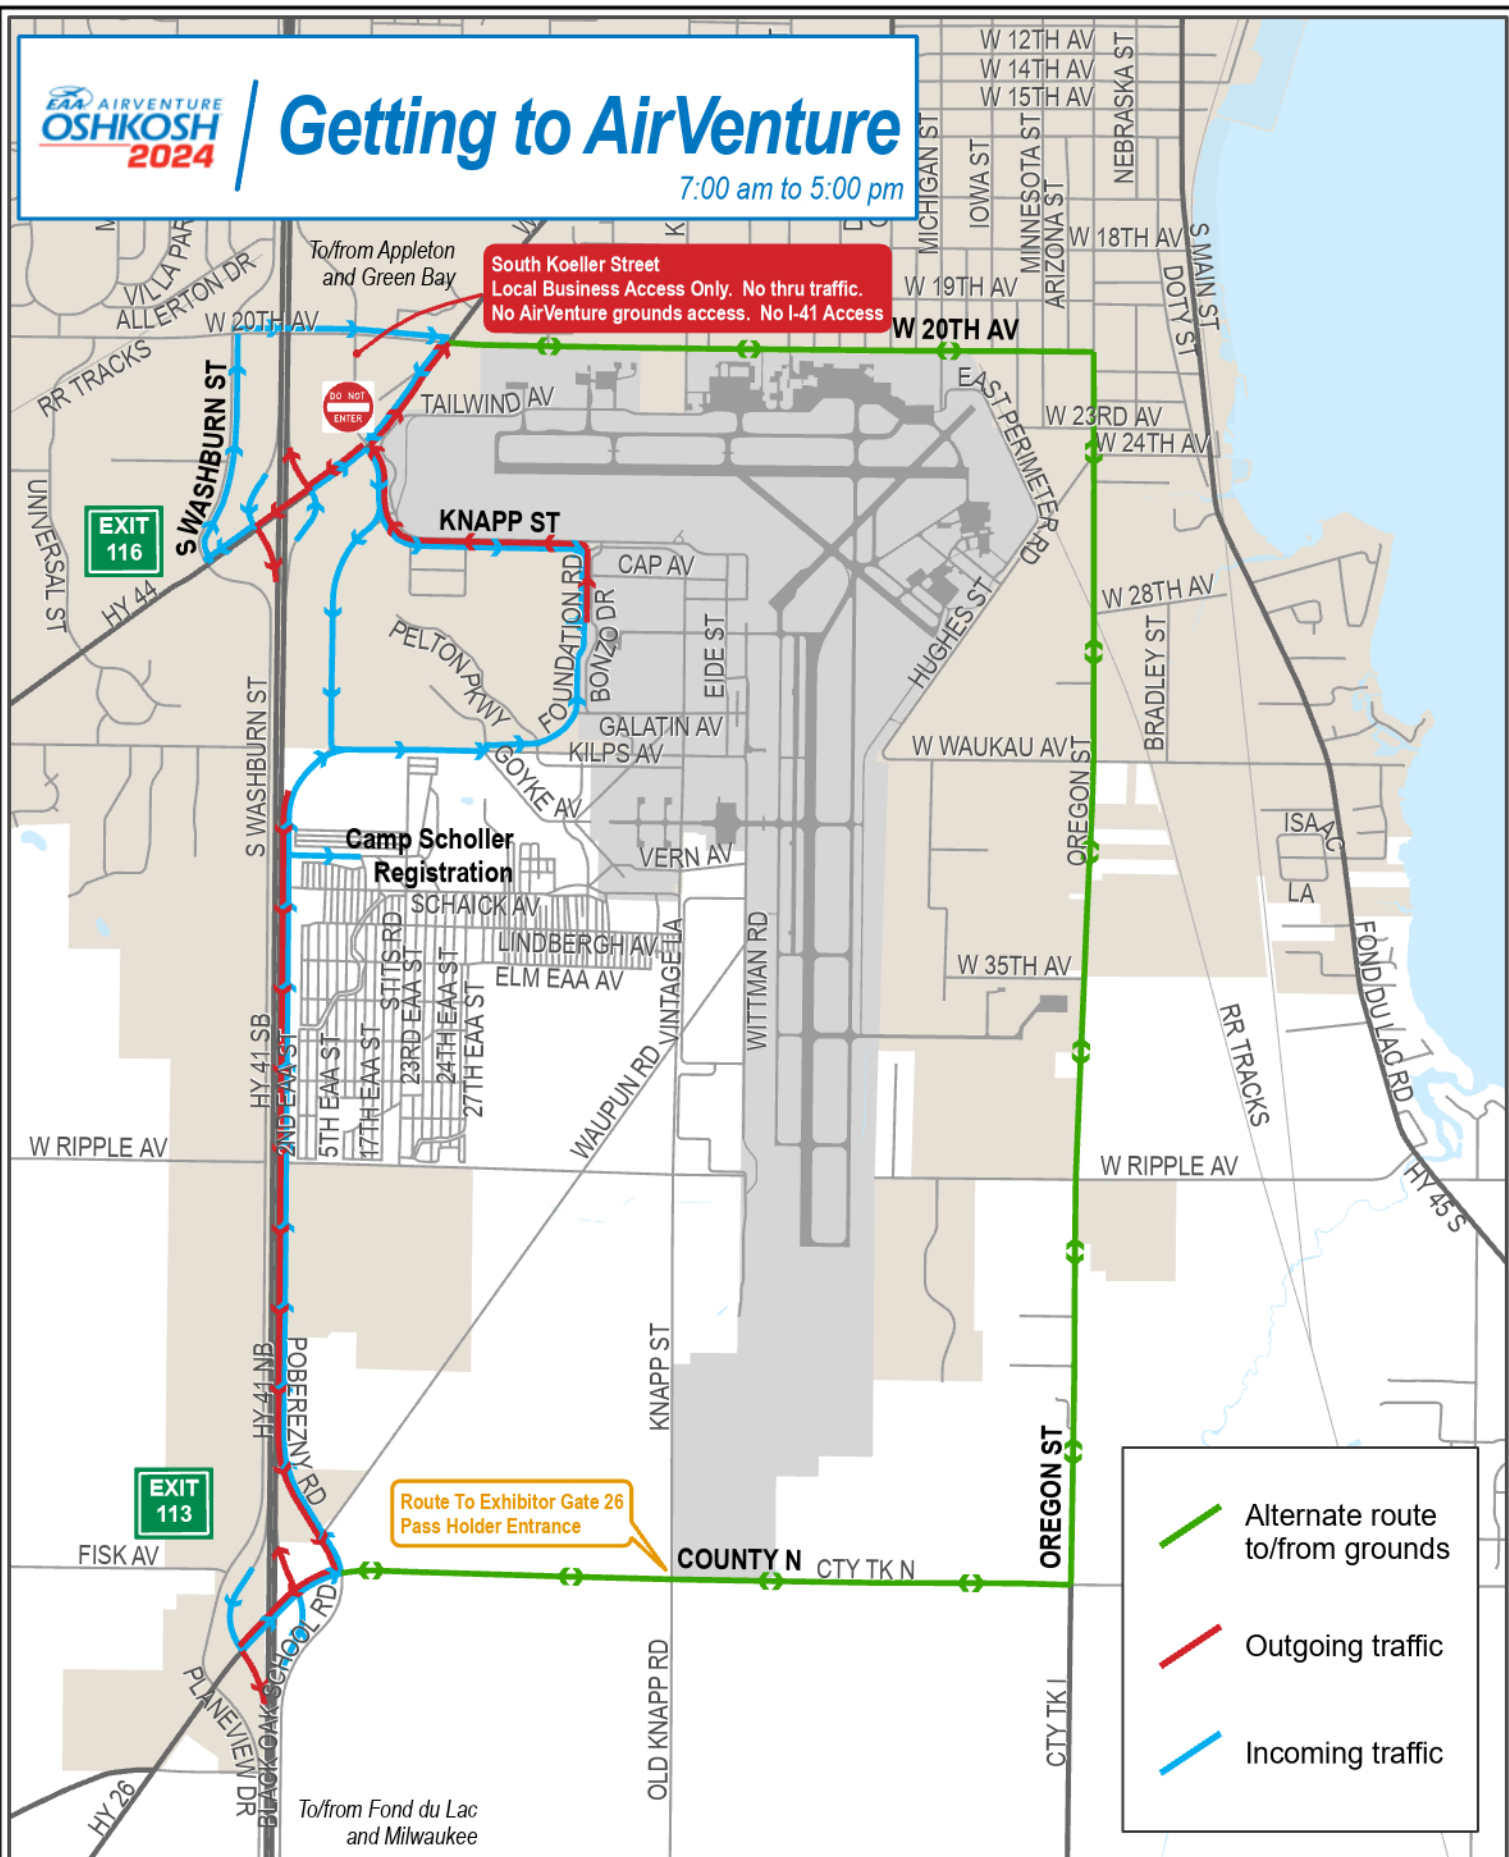 EAA AIRVENTURE
OSHKOSH
2024
Getting to AirVenture
7:00 am to 5:00 pm
W 12TH AV
W 14TH AV
W 15TH AV
NEBRASKA ST
MICHIGAN ST
IOWA ST
MINNESOTA ST
ARIZONA ST
W 18TH AV
S MAIN ST
DOTY ST
W 19TH AV
To/from Appleton
and Green Bay
South Koeller Street
Local Business Access Only. No thru traffic.
No AirVenture grounds access. No I-41 Access
ALLERTON DR
W 20TH AV
W 20TH AV
RR TRACKS
S WASHBURN ST
DO NOT
ENTER
TAILWIND AV
EAST PERIMETER RD
W 23RD AV
W 24TH AV
UNIVERSAL ST
EXIT
116
HY 44
KNAPP ST
CAP AV
FOUNDATION RD
BONZO DR
EIDE ST
PELTON PKWY
HUGHES ST
W 28TH AV
BRADLEY ST
S WASHBURN ST
GALATIN AV
KILPS AV
GOYKE AV
W WAUKAU AV
OREGON ST
ISAAC
LA
Camp Scholler
Registration
VERN AV
SCHAICK AV
LINDBERGH AV
ELM EAA AV
STITS RD
23RD EAA ST
24TH EAA ST
27TH EAA ST
VINTAGE LA
WITTMAN RD
W 35TH AV
FOND DU LAC RD
RR TRACKS
HY 41 SB
2ND EAA ST
5TH EAA ST
17TH EAA ST
WAUPUN RD
W RIPPLE AV
W RIPPLE AV
HY 45 S
HY 41 NB
POBEREZNY RD
KNAPP ST
EXIT
113
Route To Exhibitor Gate 26
Pass Holder Entrance
OREGON ST
FISK AV
COUNTY N
CTY TK N
BLACK OAK SCHOOL RD
PLANEVIEW DR
HY 26
OLD KNAPP RD
CTY TK I
To/from Fond du Lac
and Milwaukee
Alternate route
to/from grounds
Outgoing traffic
Incoming traffic